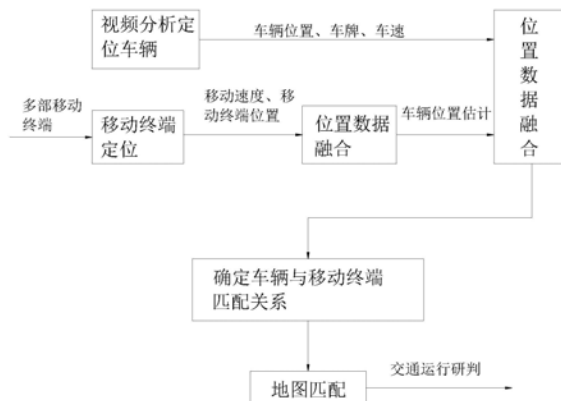 视频分析定
位车辆
车辆位置、车牌、车速
位
置
数
据
融
合
多部移动
终端
移动终端
定位
移动速度、移
动终端位置
位置数据
融合
车辆位置估计
确定车辆与移动终端
匹配关系
地图匹配
交通运行研判